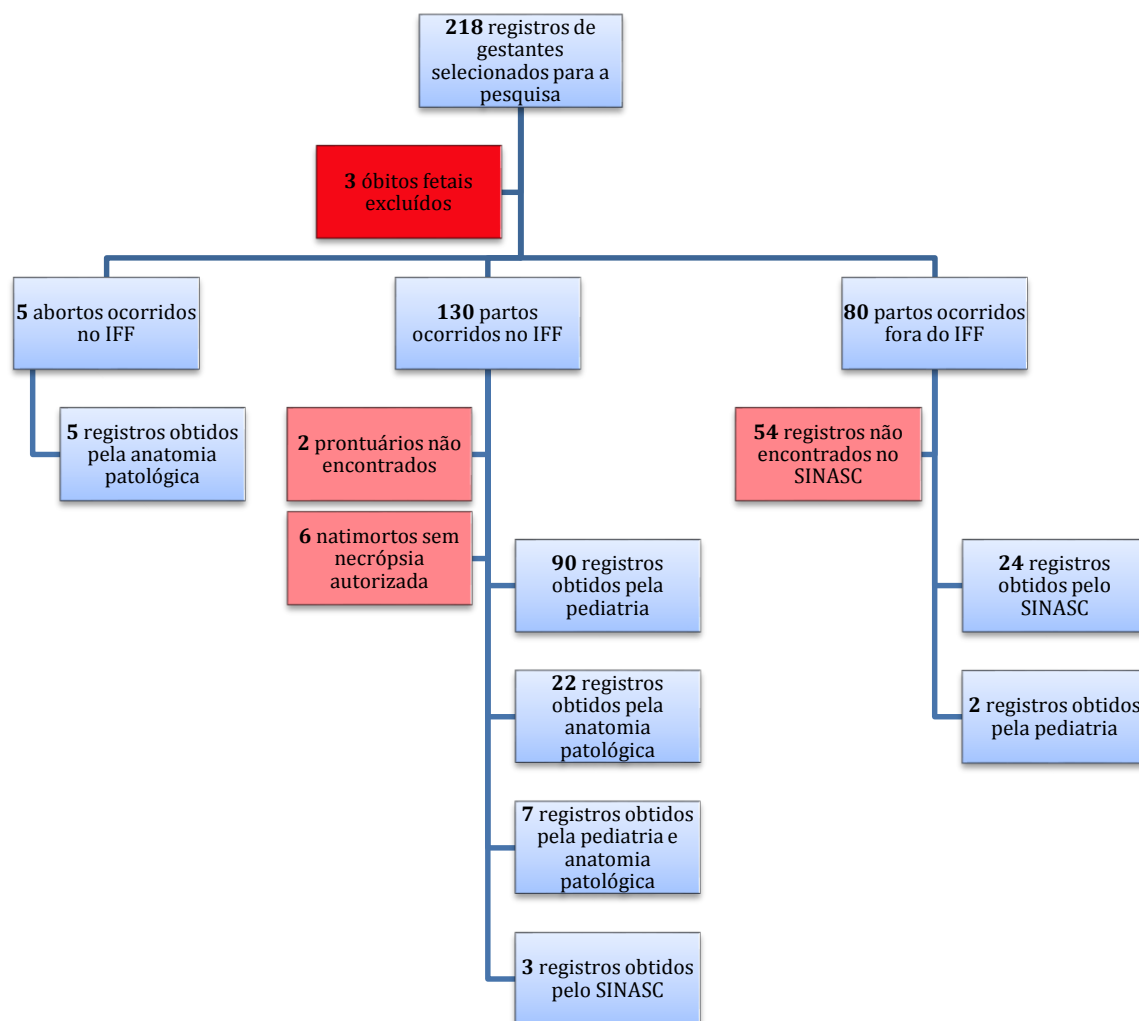 218 registros de
gestantes
selecionados para a
pesquisa
3 óbitos fetais
excluídos
5 abortos ocorridos
no IFF
130 partos
ocorridos no IFF
80 partos ocorridos
fora do IFF
5 registros obtidos
pela anatomia
patológica
2 prontuários não
encontrados
54 registros não
encontrados no
SINASC
6 natimortos sem
necrópsia
autorizada
90 registros
obtidos pela
pediatria
24 registros
obtidos pelo
SINASC
22 registros
obtidos pela
anatomia
patológica
2 registros obtidos
pela pediatria
7 registros obtidos
pela pediatria e
anatomia
patológica
3 registros obtidos
pelo SINASC